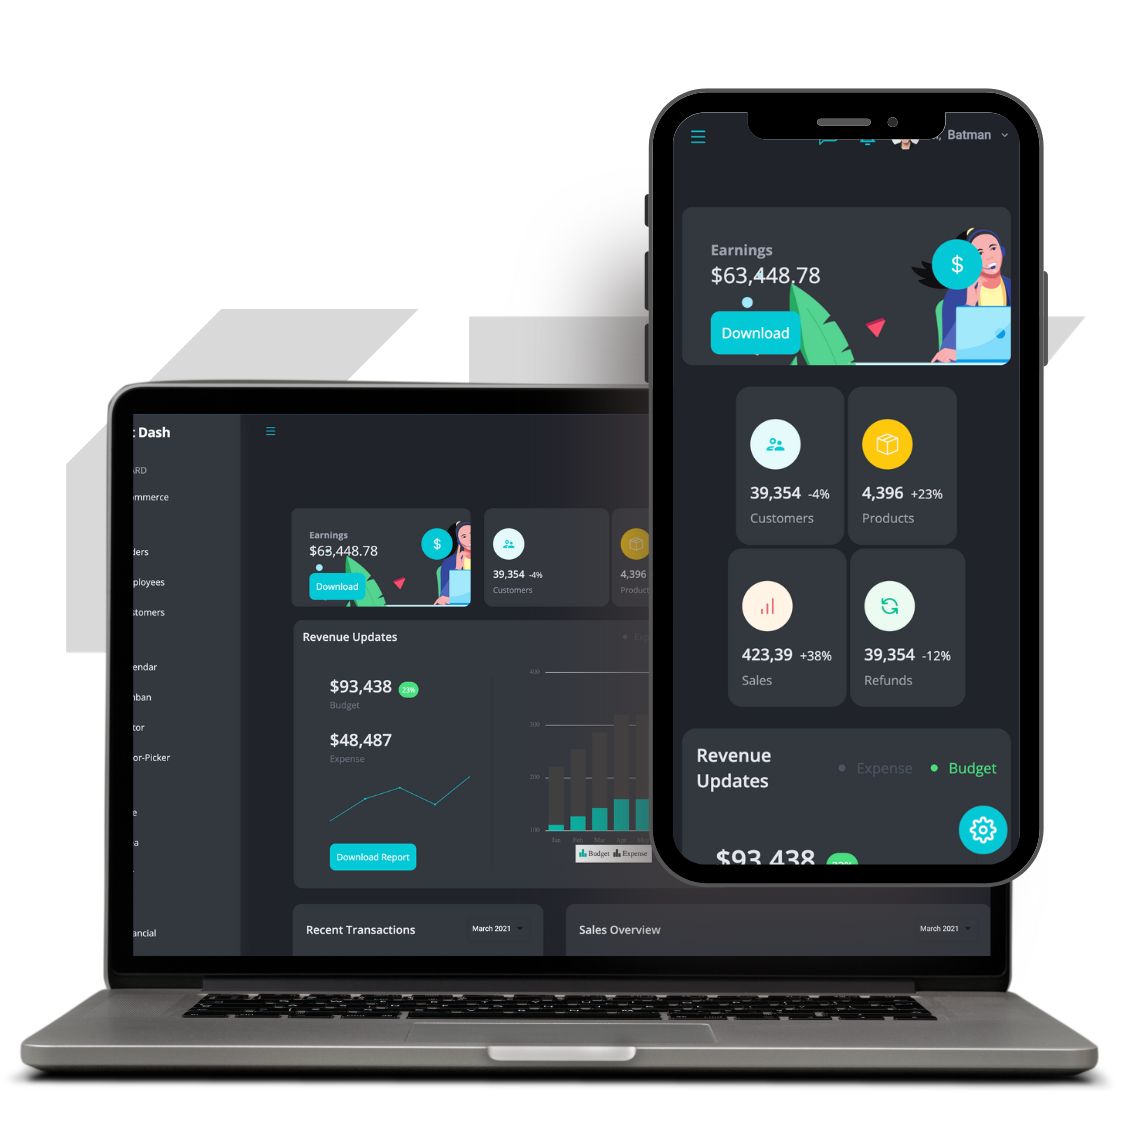 Batman
Earnings
$63,448.78
Download
39,354 -4%
Customers
4,396 +23%
Products
423,39 +38%
Sales
39,354 -12%
Refunds
Revenue
Updates
Expense
Budget
$93,438
23%
t Dash
ARD
mmerce
ders
ployees
stomers
endar
nban
tor
or-Picker
ancial
Earnings
$63,448.78
Download
39,354 -4%
Customers
4,396
Product
Revenue Updates
$93,438 23%
Budget
$48,487
Expense
Download Report
400
300
200
100
Jan Feb Mar Apr May
Budget Expense
Recent Transactions
March 2021
Sales Overview
March 2021